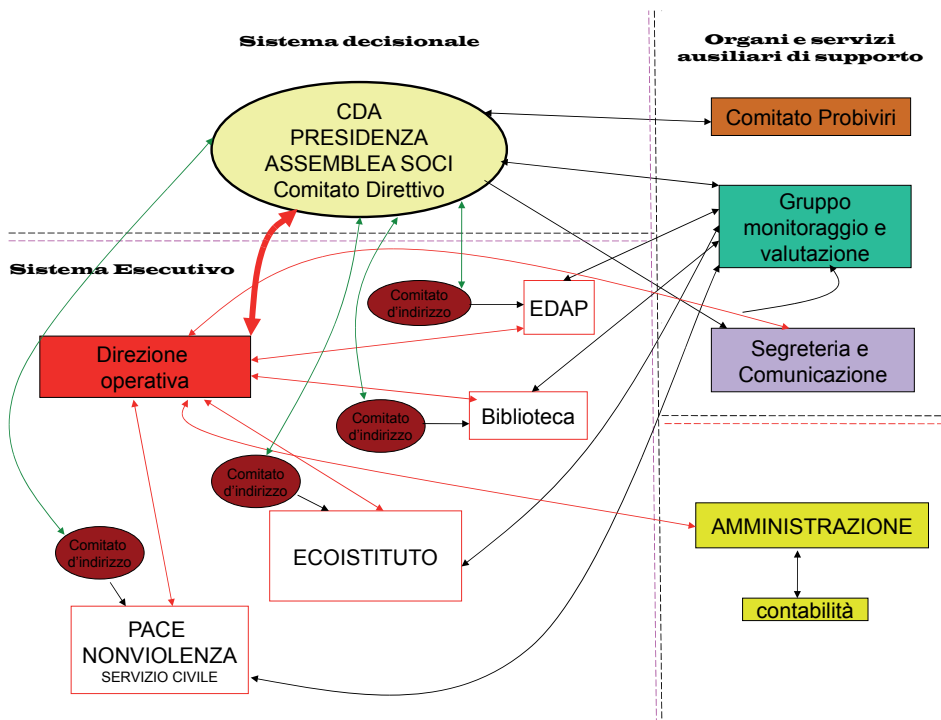 Sistema decisionale
Organi e servizi
ausiliari di supporto
CDA
PRESIDENZA
ASSEMBLEA SOCI
Comitato Direttivo
Comitato Probiviri
Gruppo
monitoraggio e
valutazione
Sistema Esecutivo
Comitato
d'indirizzo
EDAP
Direzione
operativa
Segreteria e
Comunicazione
Comitato
d'indirizzo
Biblioteca
Comitato
d'indirizzo
ECOISTITUTO
AMMINISTRAZIONE
Comitato
d'indirizzo
contabilità
PACE
NONVIOLENZA
SERVIZIO CIVILE